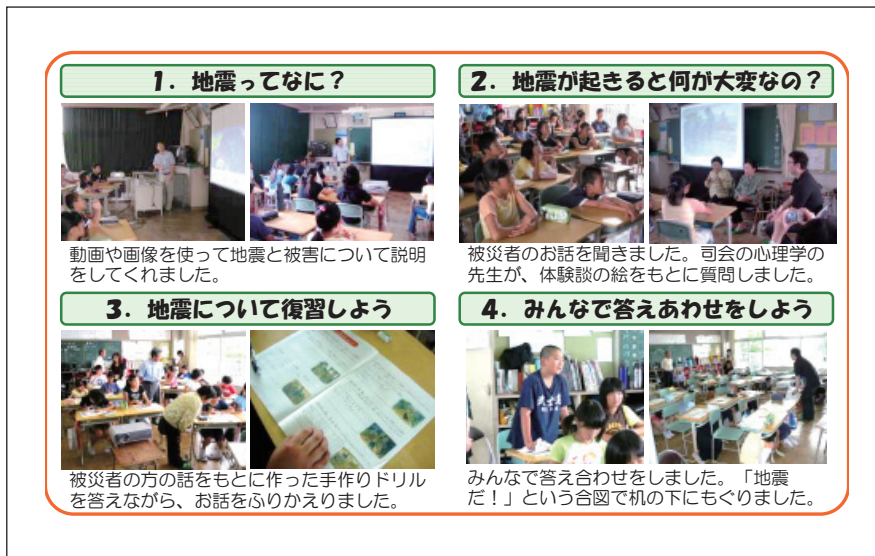 1. 地震ってなに？
動画や画像を使って地震と被害について説明
をしてくれました。
2. 地震が起きると何が大変なの？
被災者のお話を聞きました。司会の心理学の
先生が、体験談の絵をもとに質問しました。
3. 地震について復習しよう
被災者の方の話をもとに作った手作りドリル
を答えながら、お話をふりかえりました。
4. みんなで答えあわせをしよう
みんなで答え合わせをしました。「地震
だ！」という合図で机の下にもぐりました。